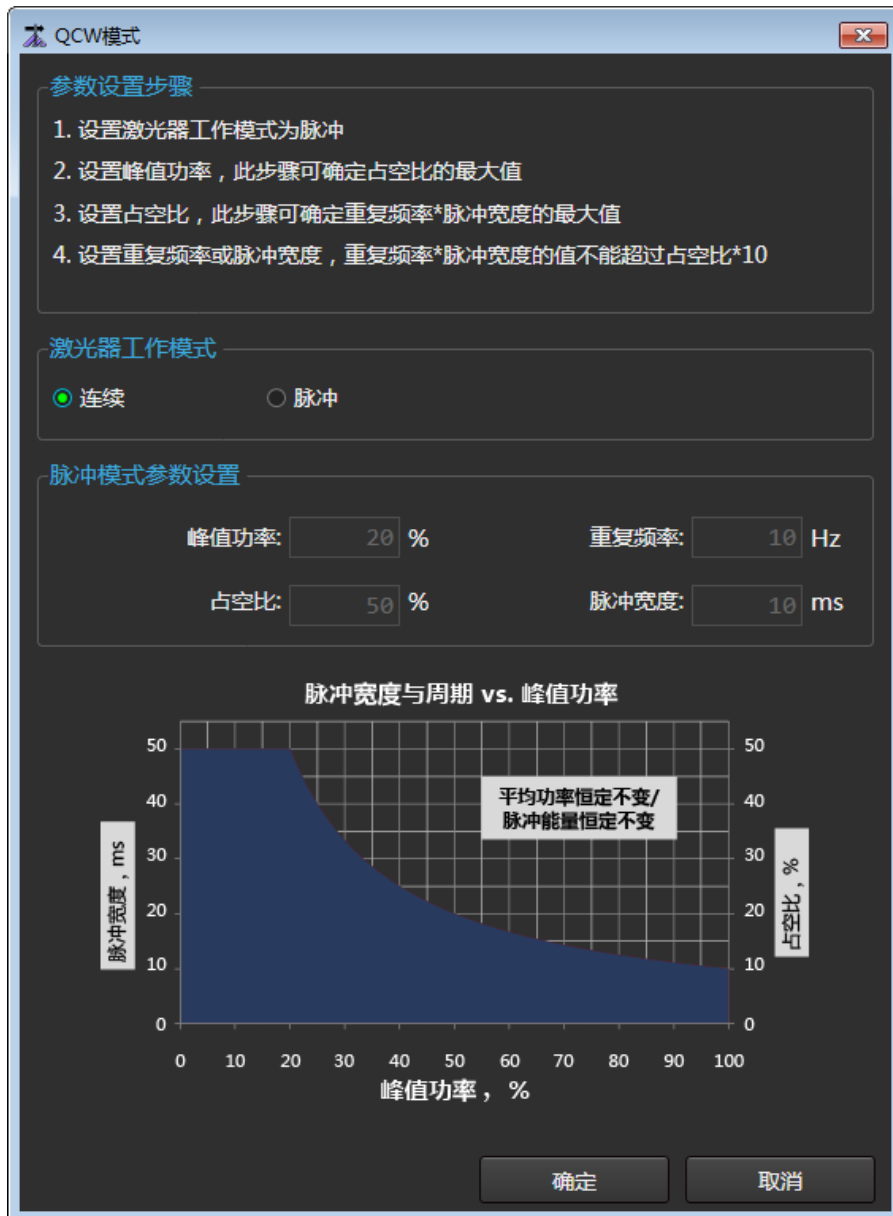 QCW模式
参数设置步骤
1. 设置激光器工作模式为脉冲
2. 设置峰值功率，此步骤可确定占空比的最大值
3. 设置占空比，此步骤可确定重复频率*脉冲宽度的最大值
4. 设置重复频率或脉冲宽度，重复频率*脉冲宽度的值不能超过占空比*10
激光器工作模式
连续 脉冲
脉冲模式参数设置
峰值功率: 20 % 重复频率: 10 Hz
占空比: 50 % 脉冲宽度: 10 ms
脉冲宽度与周期 vs. 峰值功率
平均功率恒定不变/
脉冲能量恒定不变
脉冲宽度，ms
50
40
30
20
10
0
50
40
30
20
10
0
占空比，%
0 10 20 30 40 50 60 70 80 90 100
峰值功率，%
确定 取消